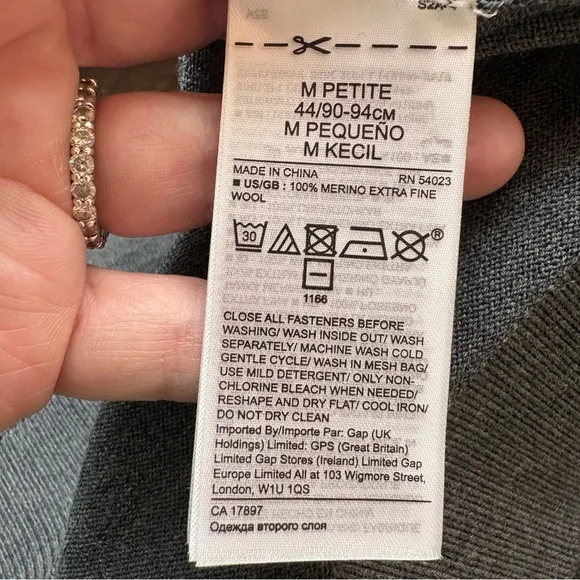 M PETITE
44/90-94см
M PEQUEÑO
M KECIL
MADE IN CHINA RN 54023
■ US/GB : 100% MERINO EXTRA FINE
WOOL
30 ®
1166
CLOSE ALL FASTENERS BEFORE
WASHING/ WASH INSIDE OUT/ WASH
SEPARATELY/ MACHINE WASH COLD
GENTLE CYCLE/ WASH IN MESH BAG/
USE MILD DETERGENT/ ONLY NON-
CHLORINE BLEACH WHEN NEEDED/
RESHAPE AND DRY FLAT/ COOL IRON/
DO NOT DRY CLEAN
Imported By/Importe Par: Gap (UK
Holdings) Limited: GPS (Great Britain)
Limited Gap Stores (Ireland) Limited Gap
Europe Limited All at 103 Wigmore Street,
London, W1U 1QS
CA 17897
Одежда второго слоя